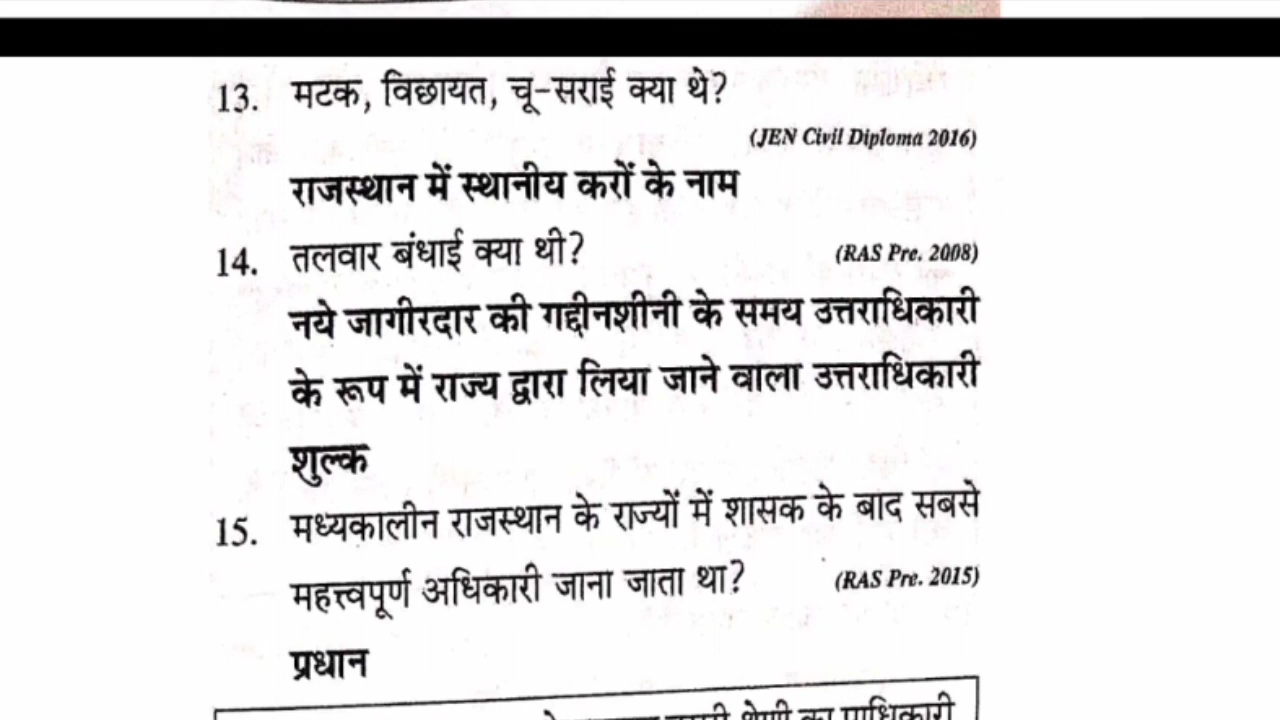 13. मटक, विछायत, चू-सराई क्या थे?
(JEN Civil Diploma 2016)
राजस्थान में स्थानीय करों के नाम
14. तलवार बंधाई क्या थी? (RAS Pre. 2008)
नये जागीरदार की गद्दीनशीनी के समय उत्तराधिकारी
के रूप में राज्य द्वारा लिया जाने वाला उत्तराधिकारी
शुल्क
15. मध्यकालीन राजस्थान के राज्यों में शासक के बाद सबसे
महत्त्वपूर्ण अधिकारी जाना जाता था? (RAS Pre. 2015)
प्रधान
श्रेणी का